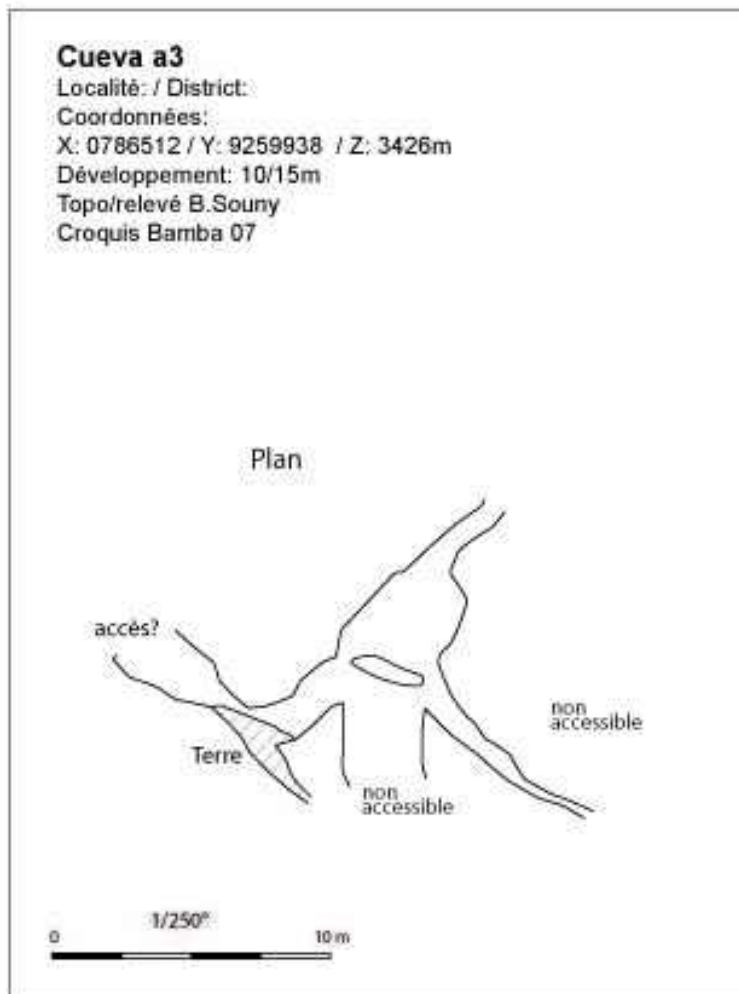 Cueva a3
Localité: / District:
Coordonnées:
X: 0786512 / Y: 9259938 / Z: 3426m
Développement: 10/15m
Topo/relevé B.Souny
Croquis Bamba 07
Plan
accès?
non
accessible
Terre
non
accessible
1/250°
0 10 m